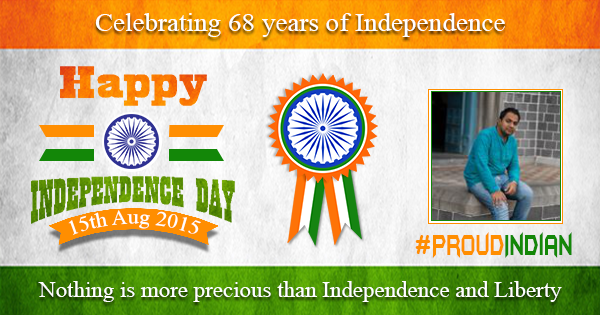 Celebrating 68 years of Independence
Happy
INDEPENDENCE DAY
15th Aug 2015
#PROUDINDIAN
Nothing is more precious than Independence and Liberty